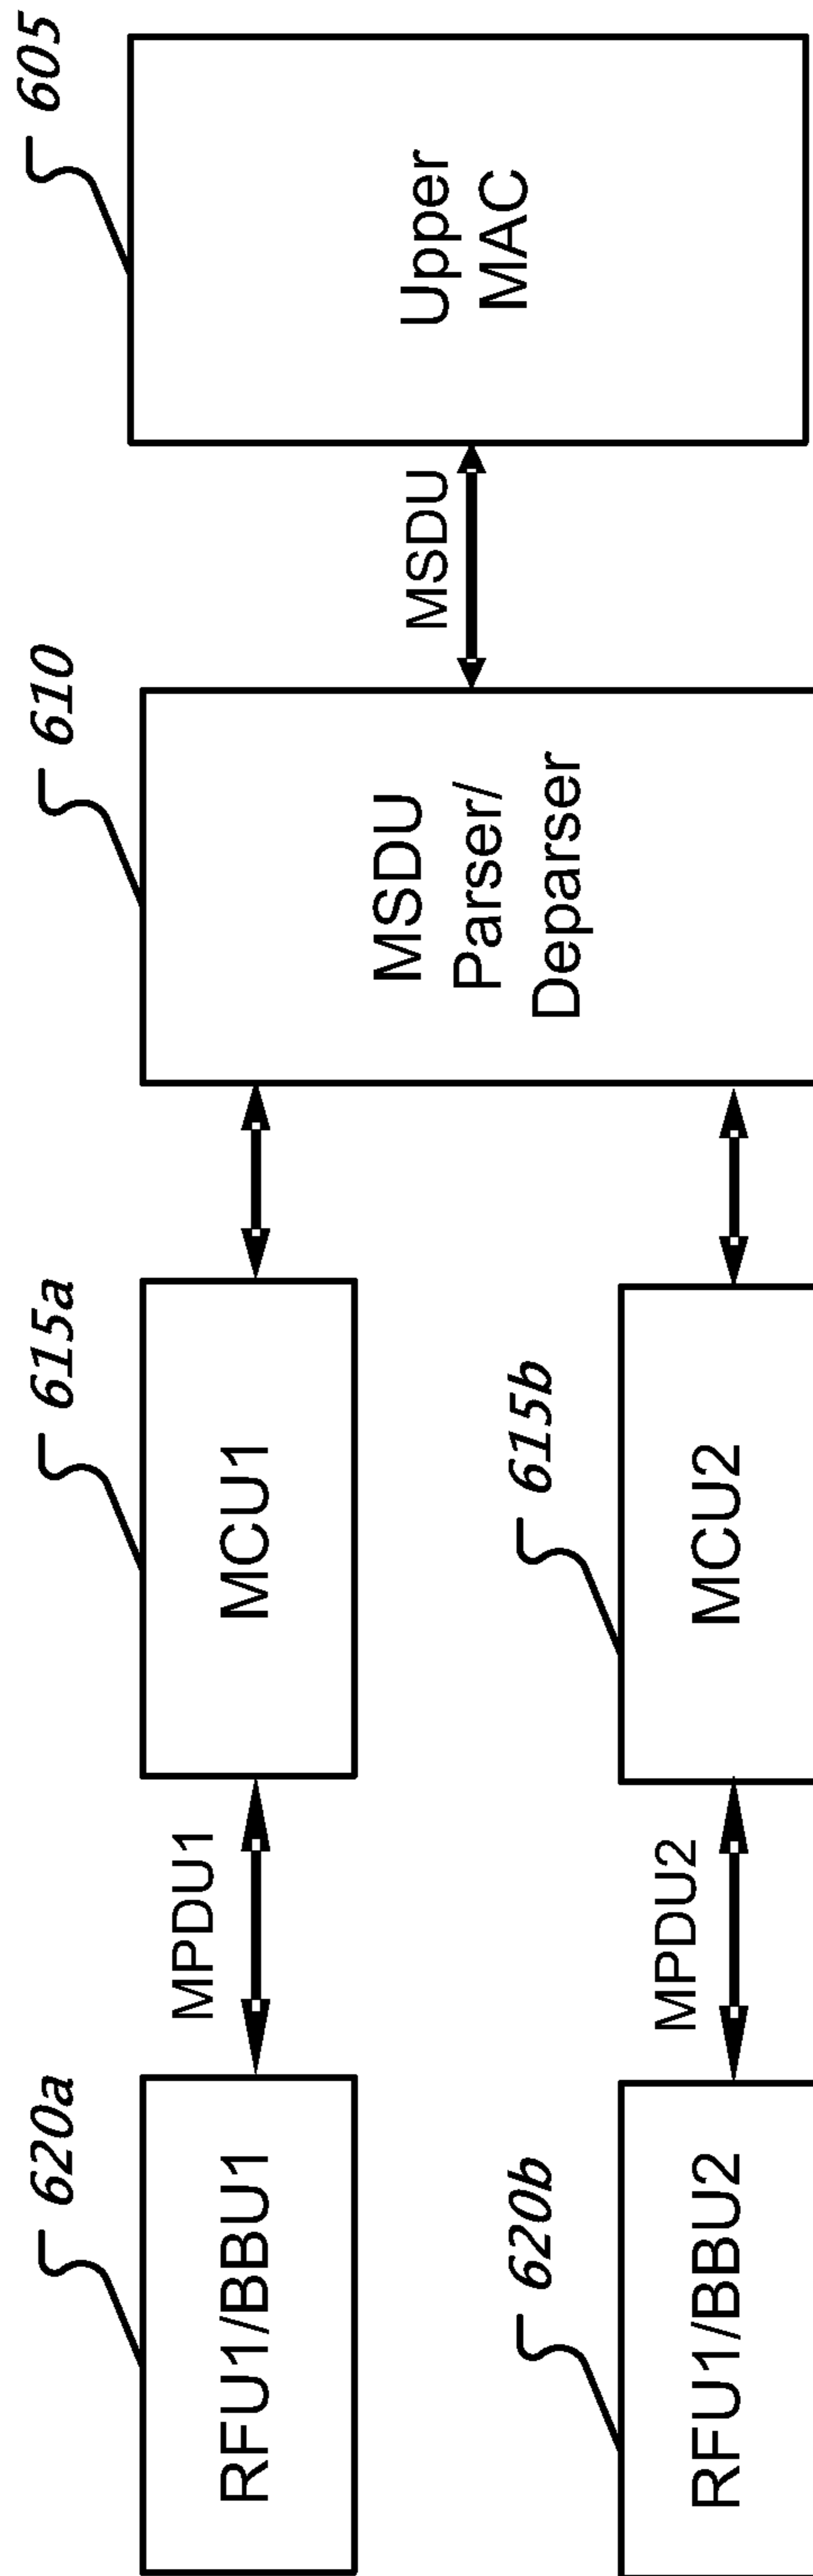 620a
RFU1/BBU1
MPDU1
615a
MCU1
620b
RFU1/BBU2
MPDU2
615b
MCU2
610
MSDU
Parser/
Deparser
MSDU
605
Upper
MAC